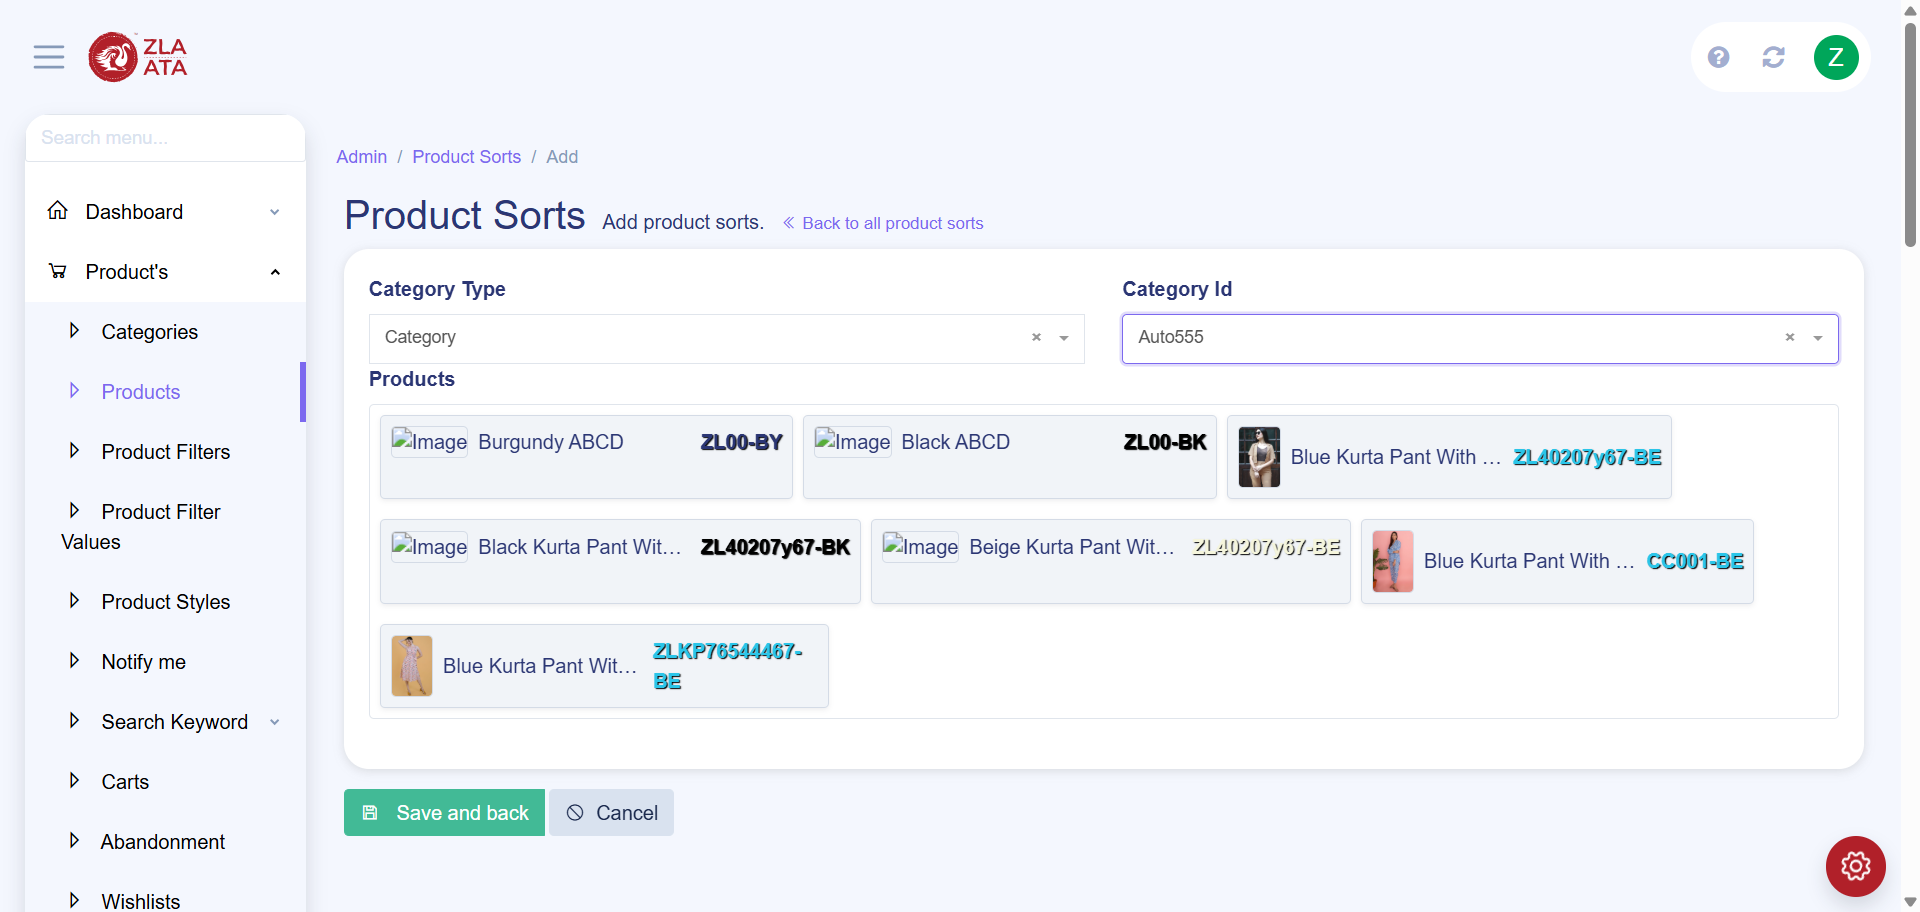 ZLA
ATA
Z
Search menu...
Admin / Product Sorts / Add
Dashboard
Product Sorts Add product sorts. « Back to all product sorts
Product's
Category Type
Category Id
Categories
Category × 
Auto555 ×
Products
Products
Burgundy ABCD ZL00-BY
Black ABCD ZL00-BK
Blue Kurta Pant With ... ZL40207y67-BE
Image
Image
Product Filters
Product Filter
Values
Image Black Kurta Pant Wit... ZL40207y67-BK
Image Beige Kurta Pant Wit... ZL40207y67-BE
Blue Kurta Pant With ... CC001-BE
Product Styles
Notify me
Blue Kurta Pant Wit... ZLKP76544467-
BE
Search Keyword
Carts
Save and back
Cancel
Abandonment
Wishlists